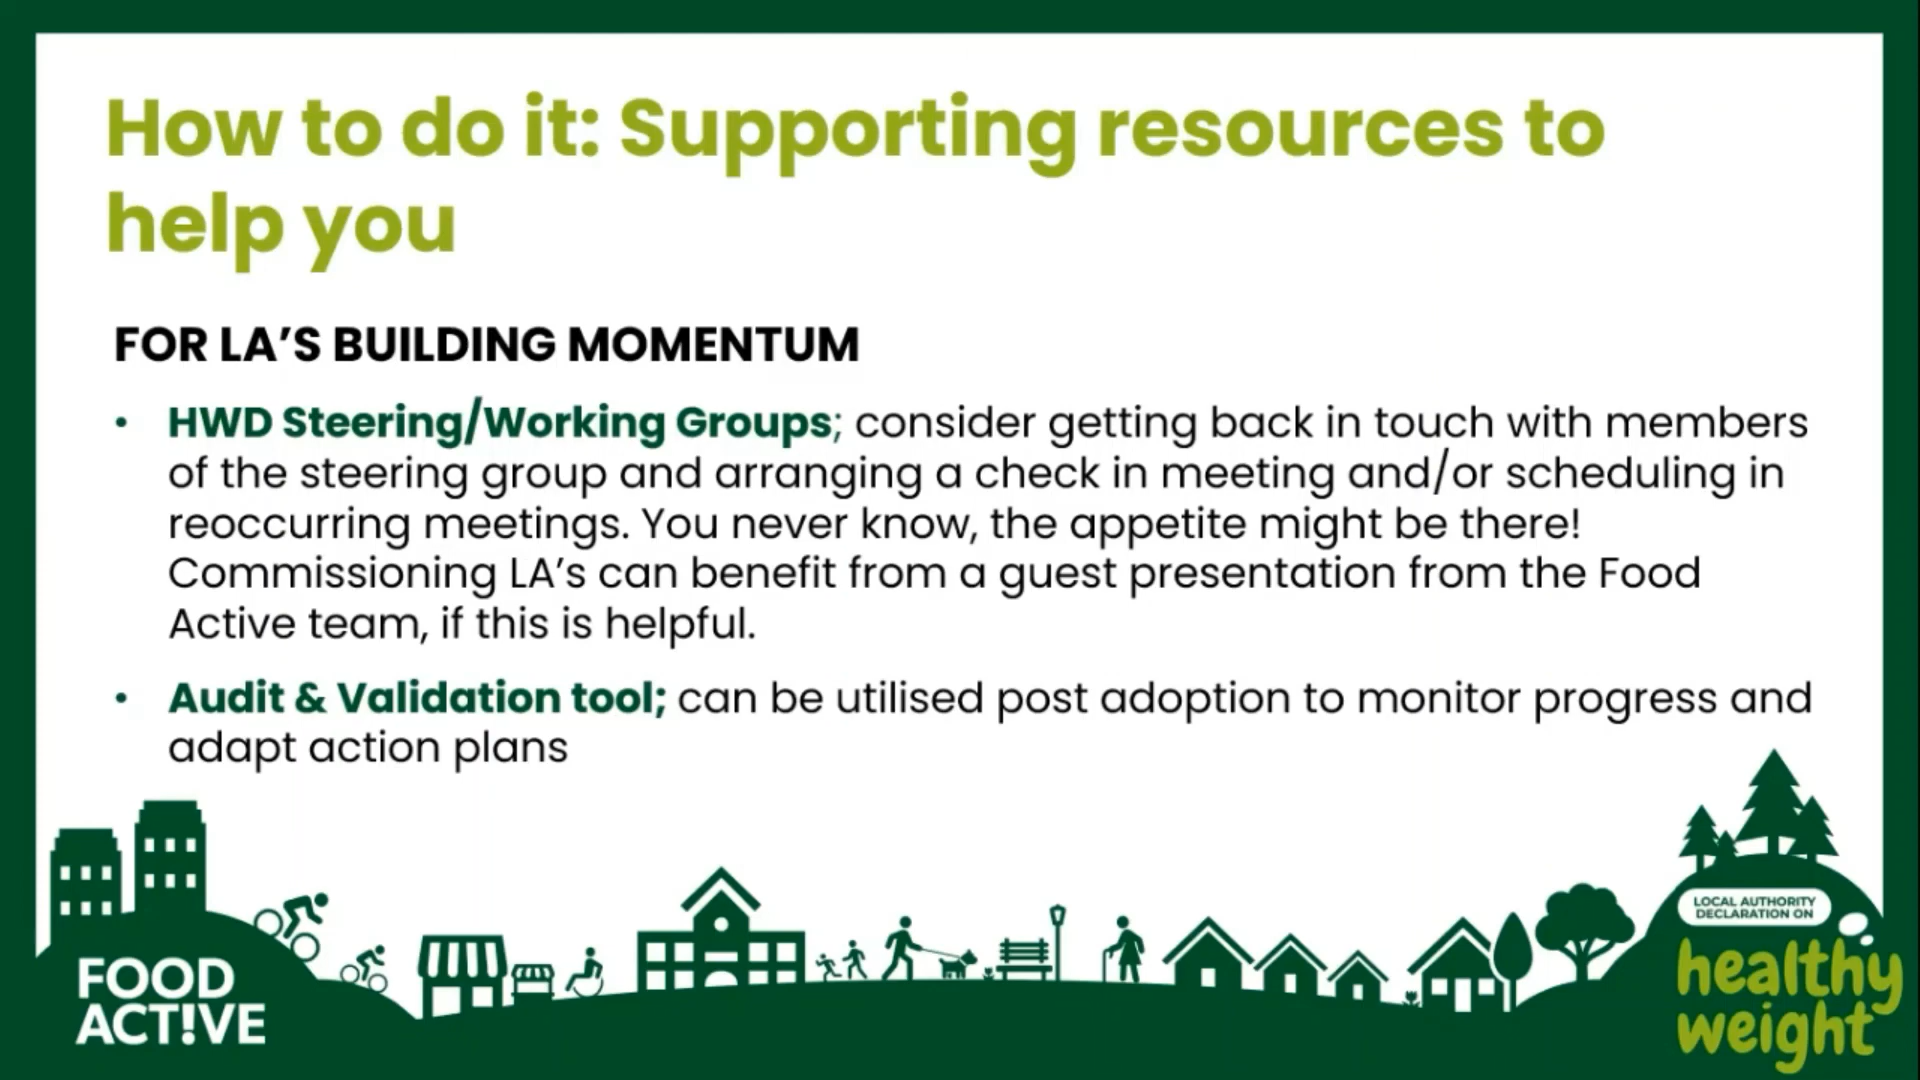 How to do it: Supporting resources to
help you
FOR LA’S BUILDING MOMENTUM
• HWD Steering/Working Groups; consider getting back in touch with members
of the steering group and arranging a check in meeting and/or scheduling in
reoccurring meetings. You never know, the appetite might be there!
Commissioning LA’s can benefit from a guest presentation from the Food
Active team, if this is helpful.
• Audit & Validation tool; can be utilised post adoption to monitor progress and
adapt action plans
FOOD
ACT!VE
LOCAL AUTHORITY
DECLARATION ON
healthy
weight